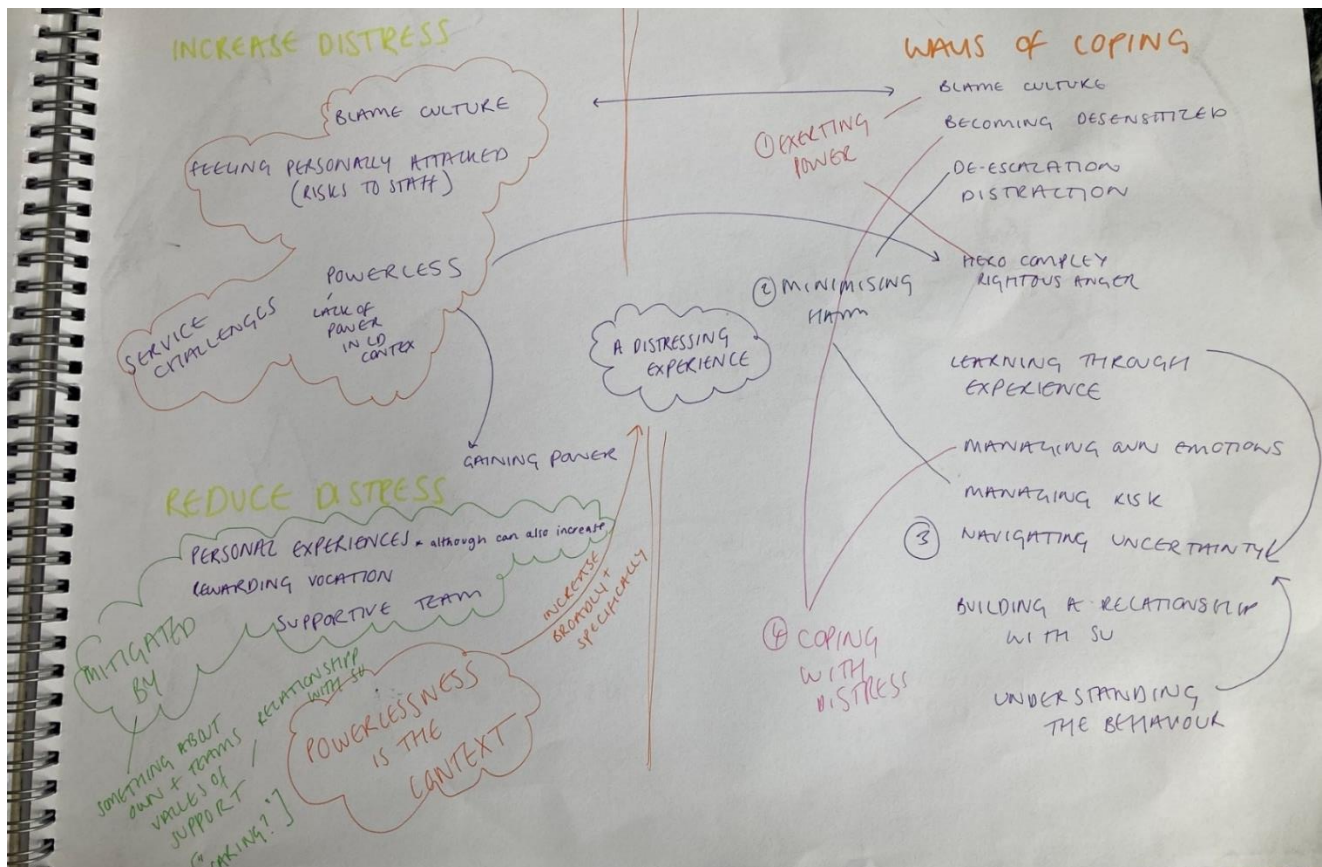 INCREASE DISTRESS
BLAME CULTURE
FEELING PERSONALLY ATTACKED
(RISKS TO STAFF)
POWERLESS
LACK OF
POWER
IN LD
CONTEX
SERVICE
CHALLENGES
GAINING POWER
REDUCE DISTRESS
PERSONAL EXPERIENCES * although can also increase
REWARDING VOCATION
SUPPORTIVE TEAM
MITIGATED
BY
SOMETHING ABOUT
OWN + TEAMS
VALUES OF
SUPPORT
RELATIONSHIPP
WITH SU
POWERLESSNESS
IS THE
CONTEXT
INCREASE
BROADLY +
SPECIFICALLY
A DISTRESSING
EXPERIENCE
WAYS OF COPING
BLAME CULTURE
BECOMING DESENSITIZED
① EXERTING
POWER
DE-ESCALATION
DISTRACTION
HERO COMPLEY
RIGHTOUS ANGER
② MINIMISING
HARM
LEARNING THROUGH
EXPERIENCE
MANAGING OWN EMOTIONS
MANAGING RISK
③ NAVIGATING UNCERTAINTY
BUILDING A RELATIONSHIP
WITH SU
④ COPING
WITH
DISTRESS
UNDERSTANDING
THE BEHAVIOUR